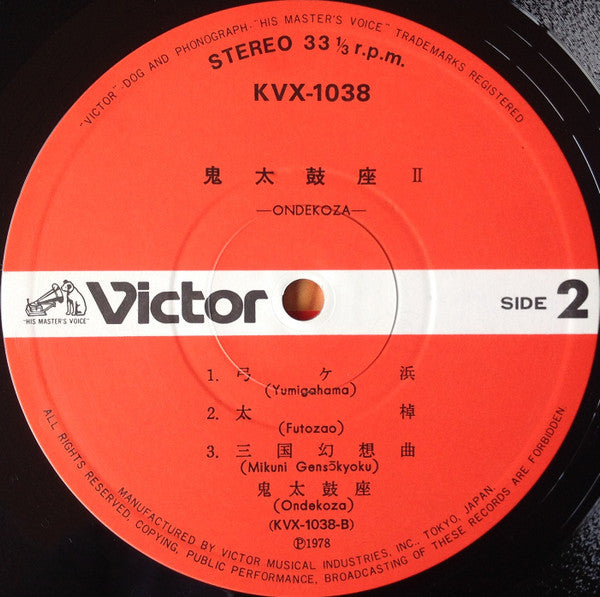 "VICTOR"-DOG AND PHONOGRAPH-"HIS MASTER'S VOICE" TRADEMARKS REGISTERED
STEREO 33 1/3 r.p.m.
KVX-1038
鬼太鼓座 II
—ONDEKOZA—
"HIS MASTER'S VOICE"
Victor
SIDE 2
1. 弓ヶ浜
(Yumigahama)
2. 太棹
(Futozao)
3. 三国幻想曲
(Mikuni Gensōkyoku)
鬼太鼓座
(Ondekoza)
(KVX-1038-B)
Ⓟ1978
MANUFACTURED BY VICTOR MUSICAL INDUSTRIES, INC., TOKYO, JAPAN.
ALL RIGHTS RESERVED, COPYING, PUBLIC PERFORMANCE, BROADCASTING OF THESE RECORDS ARE FORBIDDEN.